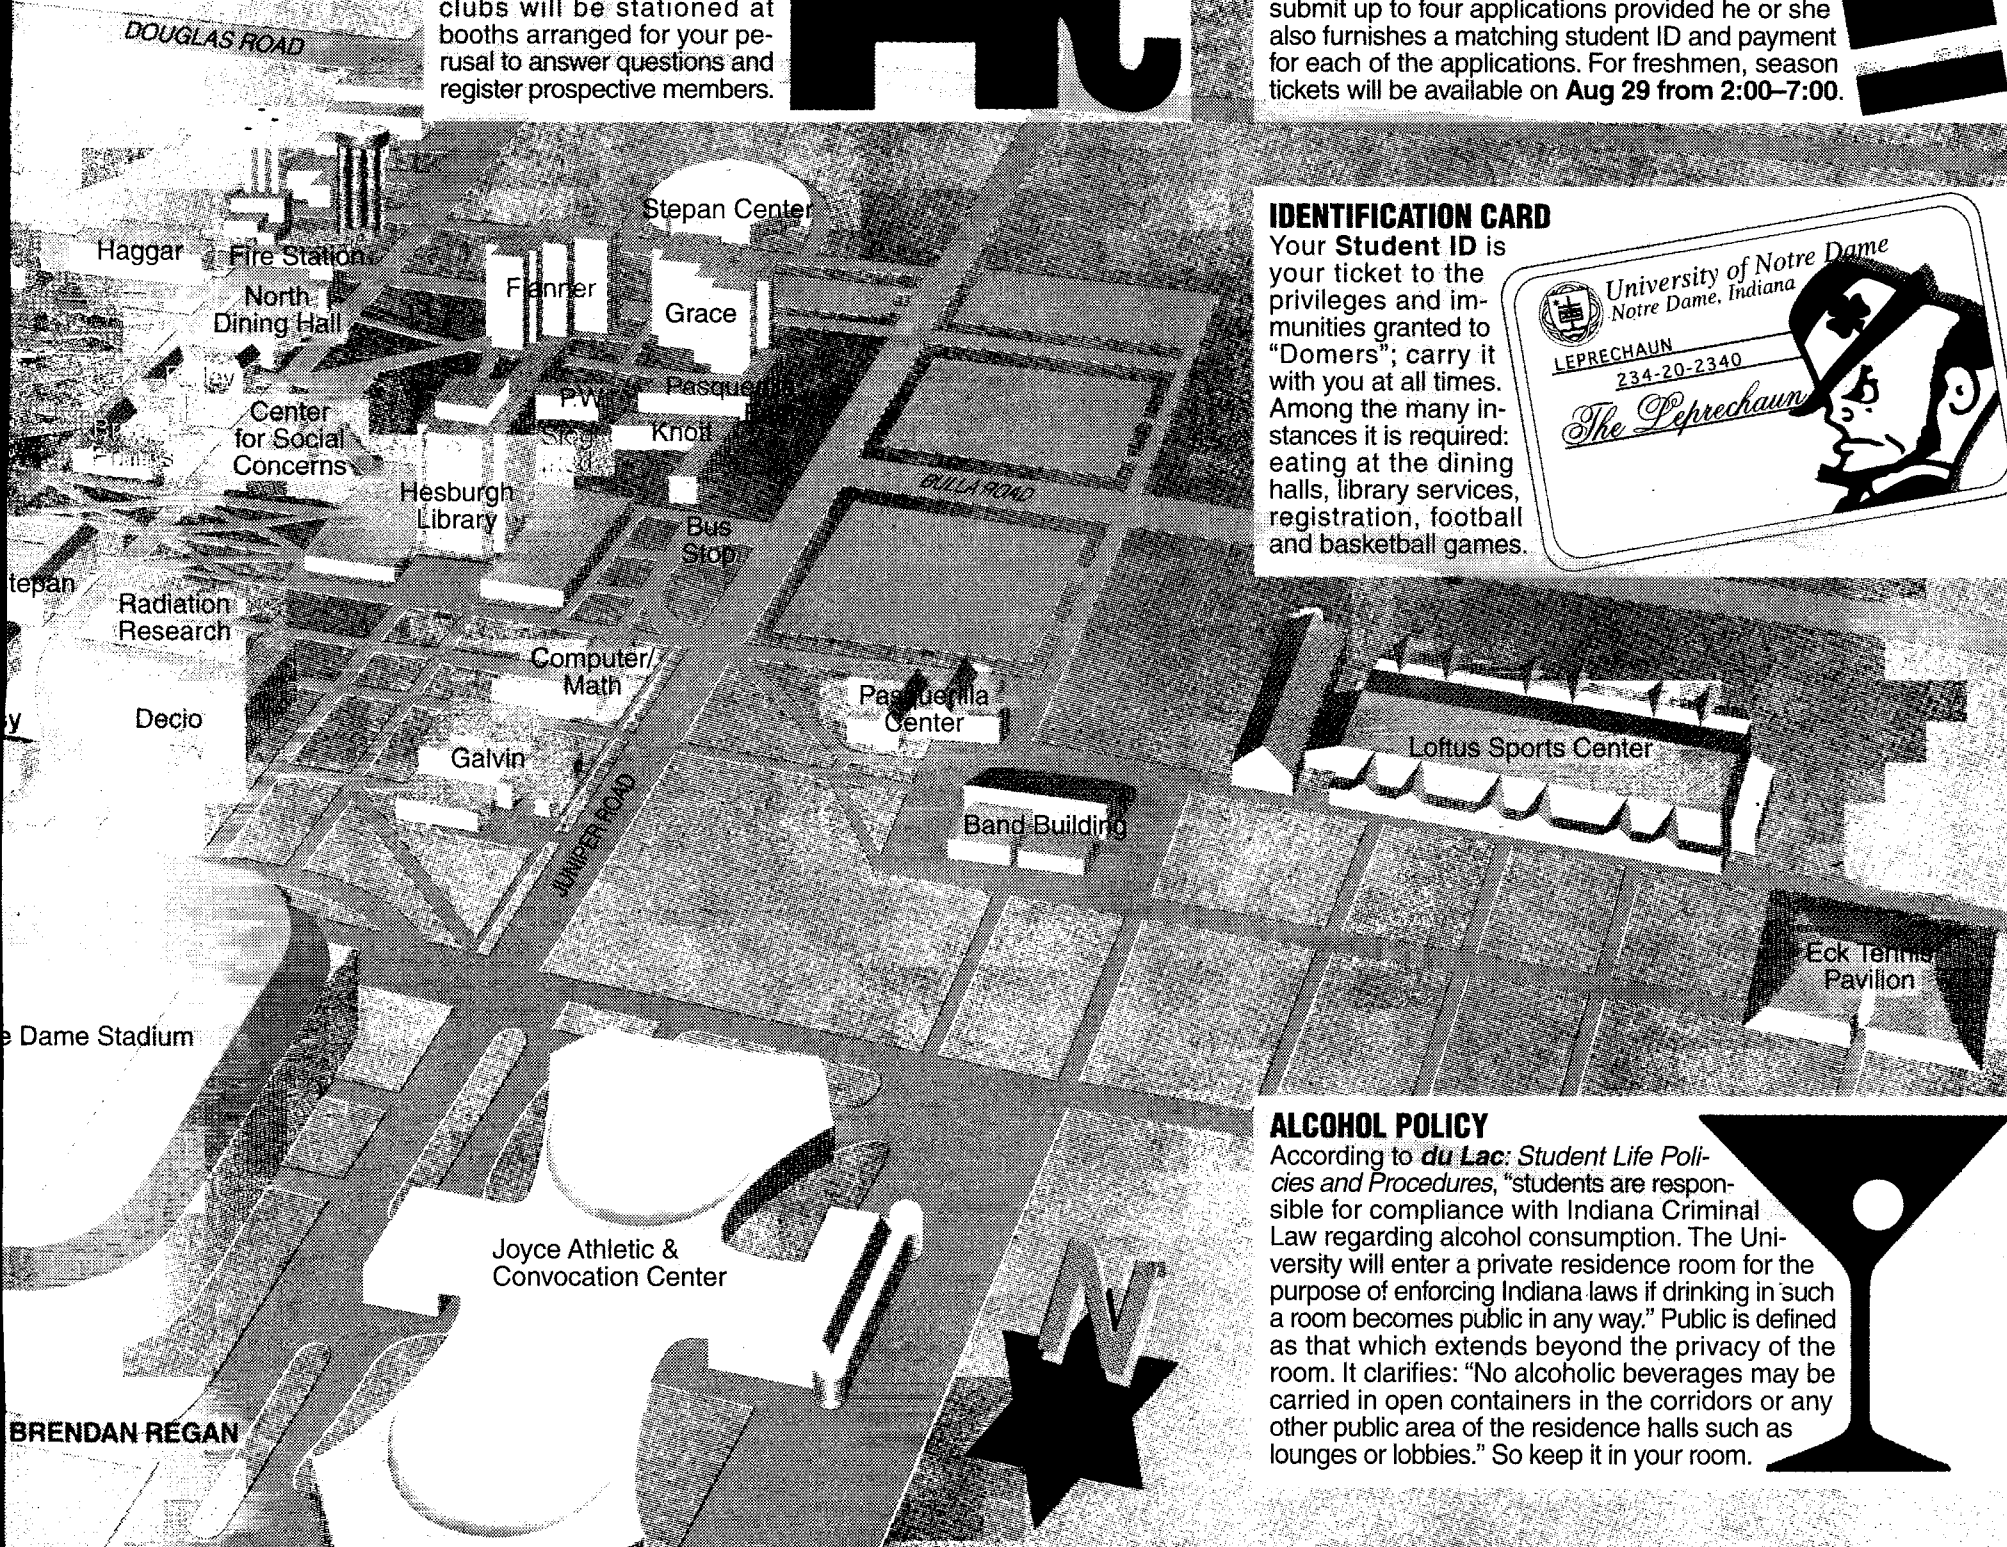 clubs will be stationed at
booths arranged for your pe-
rusal to answer questions and
register prospective members.
submit up to four applications provided he or she
also furnishes a matching student ID and payment
for each of the applications. For freshmen, season
tickets will be available on Aug 29 from 2:00–7:00.
DOUGLAS ROAD
Stepan Center
Haggar
Fire Station
Flanner
North
Dining Hall
Grace
P.W.
Pasquerilla
Center
for Social
Concerns
Knott
Hesburgh
Library
BULLA ROAD
Bus
Stop
tepan
Radiation
Research
Computer/
Math
Pasquerilla
Center
sy
Decio
Galvin
Loftus Sports Center
JUNIPER ROAD
Band Building
Eck Tennis
Pavilion
e Dame Stadium
Joyce Athletic &
Convocation Center
N
BRENDAN REGAN
IDENTIFICATION CARD
Your Student ID is
your ticket to the
privileges and im-
munities granted to
“Domers”; carry it
with you at all times.
Among the many in-
stances it is required:
eating at the dining
halls, library services,
registration, football
and basketball games.
University of Notre Dame
Notre Dame, Indiana
LEPRECHAUN
234-20-2340
The Leprechaun
ALCOHOL POLICY
According to du Lac: Student Life Poli-
cies and Procedures, “students are respon-
sible for compliance with Indiana Criminal
Law regarding alcohol consumption. The Uni-
versity will enter a private residence room for the
purpose of enforcing Indiana laws if drinking in such
a room becomes public in any way.” Public is defined
as that which extends beyond the privacy of the
room. It clarifies: “No alcoholic beverages may be
carried in open containers in the corridors or any
other public area of the residence halls such as
lounges or lobbies.” So keep it in your room.